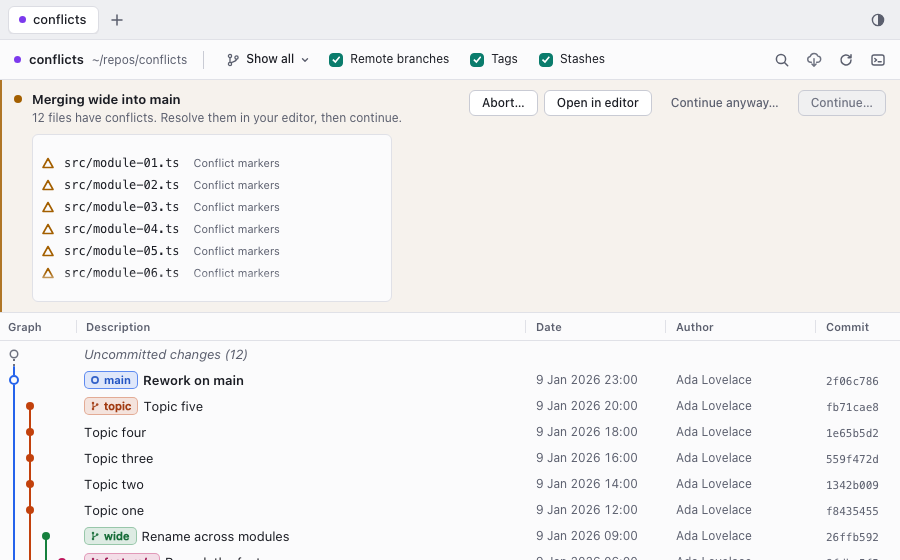 conflicts
conflicts ~/repos/conflicts Show all Remote branches Tags Stashes
Merging wide into main
12 files have conflicts. Resolve them in your editor, then continue.
Abort... Open in editor Continue anyway... Continue...
src/module-01.ts Conflict markers
src/module-02.ts Conflict markers
src/module-03.ts Conflict markers
src/module-04.ts Conflict markers
src/module-05.ts Conflict markers
src/module-06.ts Conflict markers
Graph Description Date Author Commit
Uncommitted changes (12)
main Rework on main 9 Jan 2026 23:00 Ada Lovelace 2f06c786
topic Topic five 9 Jan 2026 20:00 Ada Lovelace fb71cae8
Topic four 9 Jan 2026 18:00 Ada Lovelace 1e65b5d2
Topic three 9 Jan 2026 16:00 Ada Lovelace 559f472d
Topic two 9 Jan 2026 14:00 Ada Lovelace 1342b009
Topic one 9 Jan 2026 12:00 Ada Lovelace f8435455
wide Rename across modules 9 Jan 2026 09:00 Ada Lovelace 26ffb592